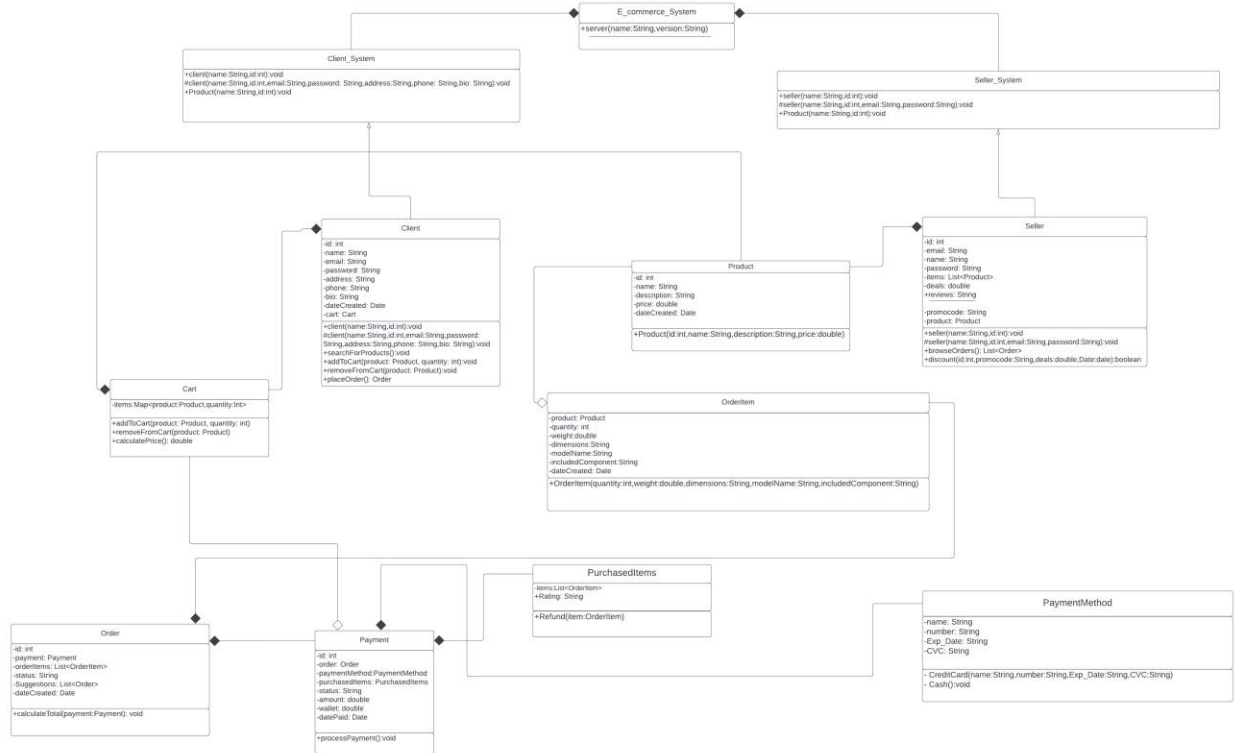 E_commerce_System
+server(name:String,version:String)
Client_System
+client(name:String,id:int):void
#client(name:String,id:int,email:String,password: String,address:String,phone: String,bio: String):void
+Product(name:String,id:int):void
Seller_System
+seller(name:String,id:int):void
#seller(name:String,id:int,email:String,password:String):void
+Product(name:String,id:int):void
Client
-id: int
-name: String
-email: String
-password: String
-address: String
-phone: String
-bio: String
-dateCreated: Date
-cart: Cart
+client(name:String,id:int):void
#client(name:String,id:int,email:String,password:
String,address:String,phone: String,bio: String):void
+searchForProducts():void
+addToCart(product: Product, quantity: int):void
+removeFromCart(product: Product):void
+placeOrder(): Order
Product
-id: int
-name: String
-description: String
-price: double
-dateCreated: Date
+Product(id:int,name:String,description:String,price:double)
Seller
-id: int
-email: String
-name: String
-password: String
-items: List<Product>
-deals: double
+reviews: String
-promocode: String
-product: Product
+seller(name:String,id:int):void
#seller(name:String,id:int,email:String,password:String):void
+browseOrders(): List<Order>
+discount(id:int,promocode:String,deals:double,Date:date):boolean
Cart
-items:Map<product:Product,quantity:Int>
+addToCart(product: Product, quantity: int)
+removeFromCart(product: Product)
+calculatePrice(): double
OrderItem
-product: Product
-quantity: int
-weight:double
-dimensions:String
-modelName:String
-includedComponent:String
-dateCreated: Date
+OrderItem(quantity:int,weight:double,dimensions:String,modelName:String,includedComponent:String)
PurchasedItems
-items:List<OrderItem>
+Rating: String
+Refund(item:OrderItem)
PaymentMethod
-name: String
-number: String
-Exp_Date: String
-CVC: String
- CreditCard(name:String,number:String,Exp_Date:String,CVC:String)
- Cash():void
Order
-id: int
-payment: Payment
-orderItems: List<OrderItem>
-status: String
-Suggestions: List<Order>
-dateCreated: Date
+calculateTotal(payment:Payment): void
Payment
-id: int
-order: Order
-paymentMethod:PaymentMethod
-purchasedItems: PurchasedItems
-status: String
-amount: double
-wallet: double
-datePaid: Date
+processPayment():void